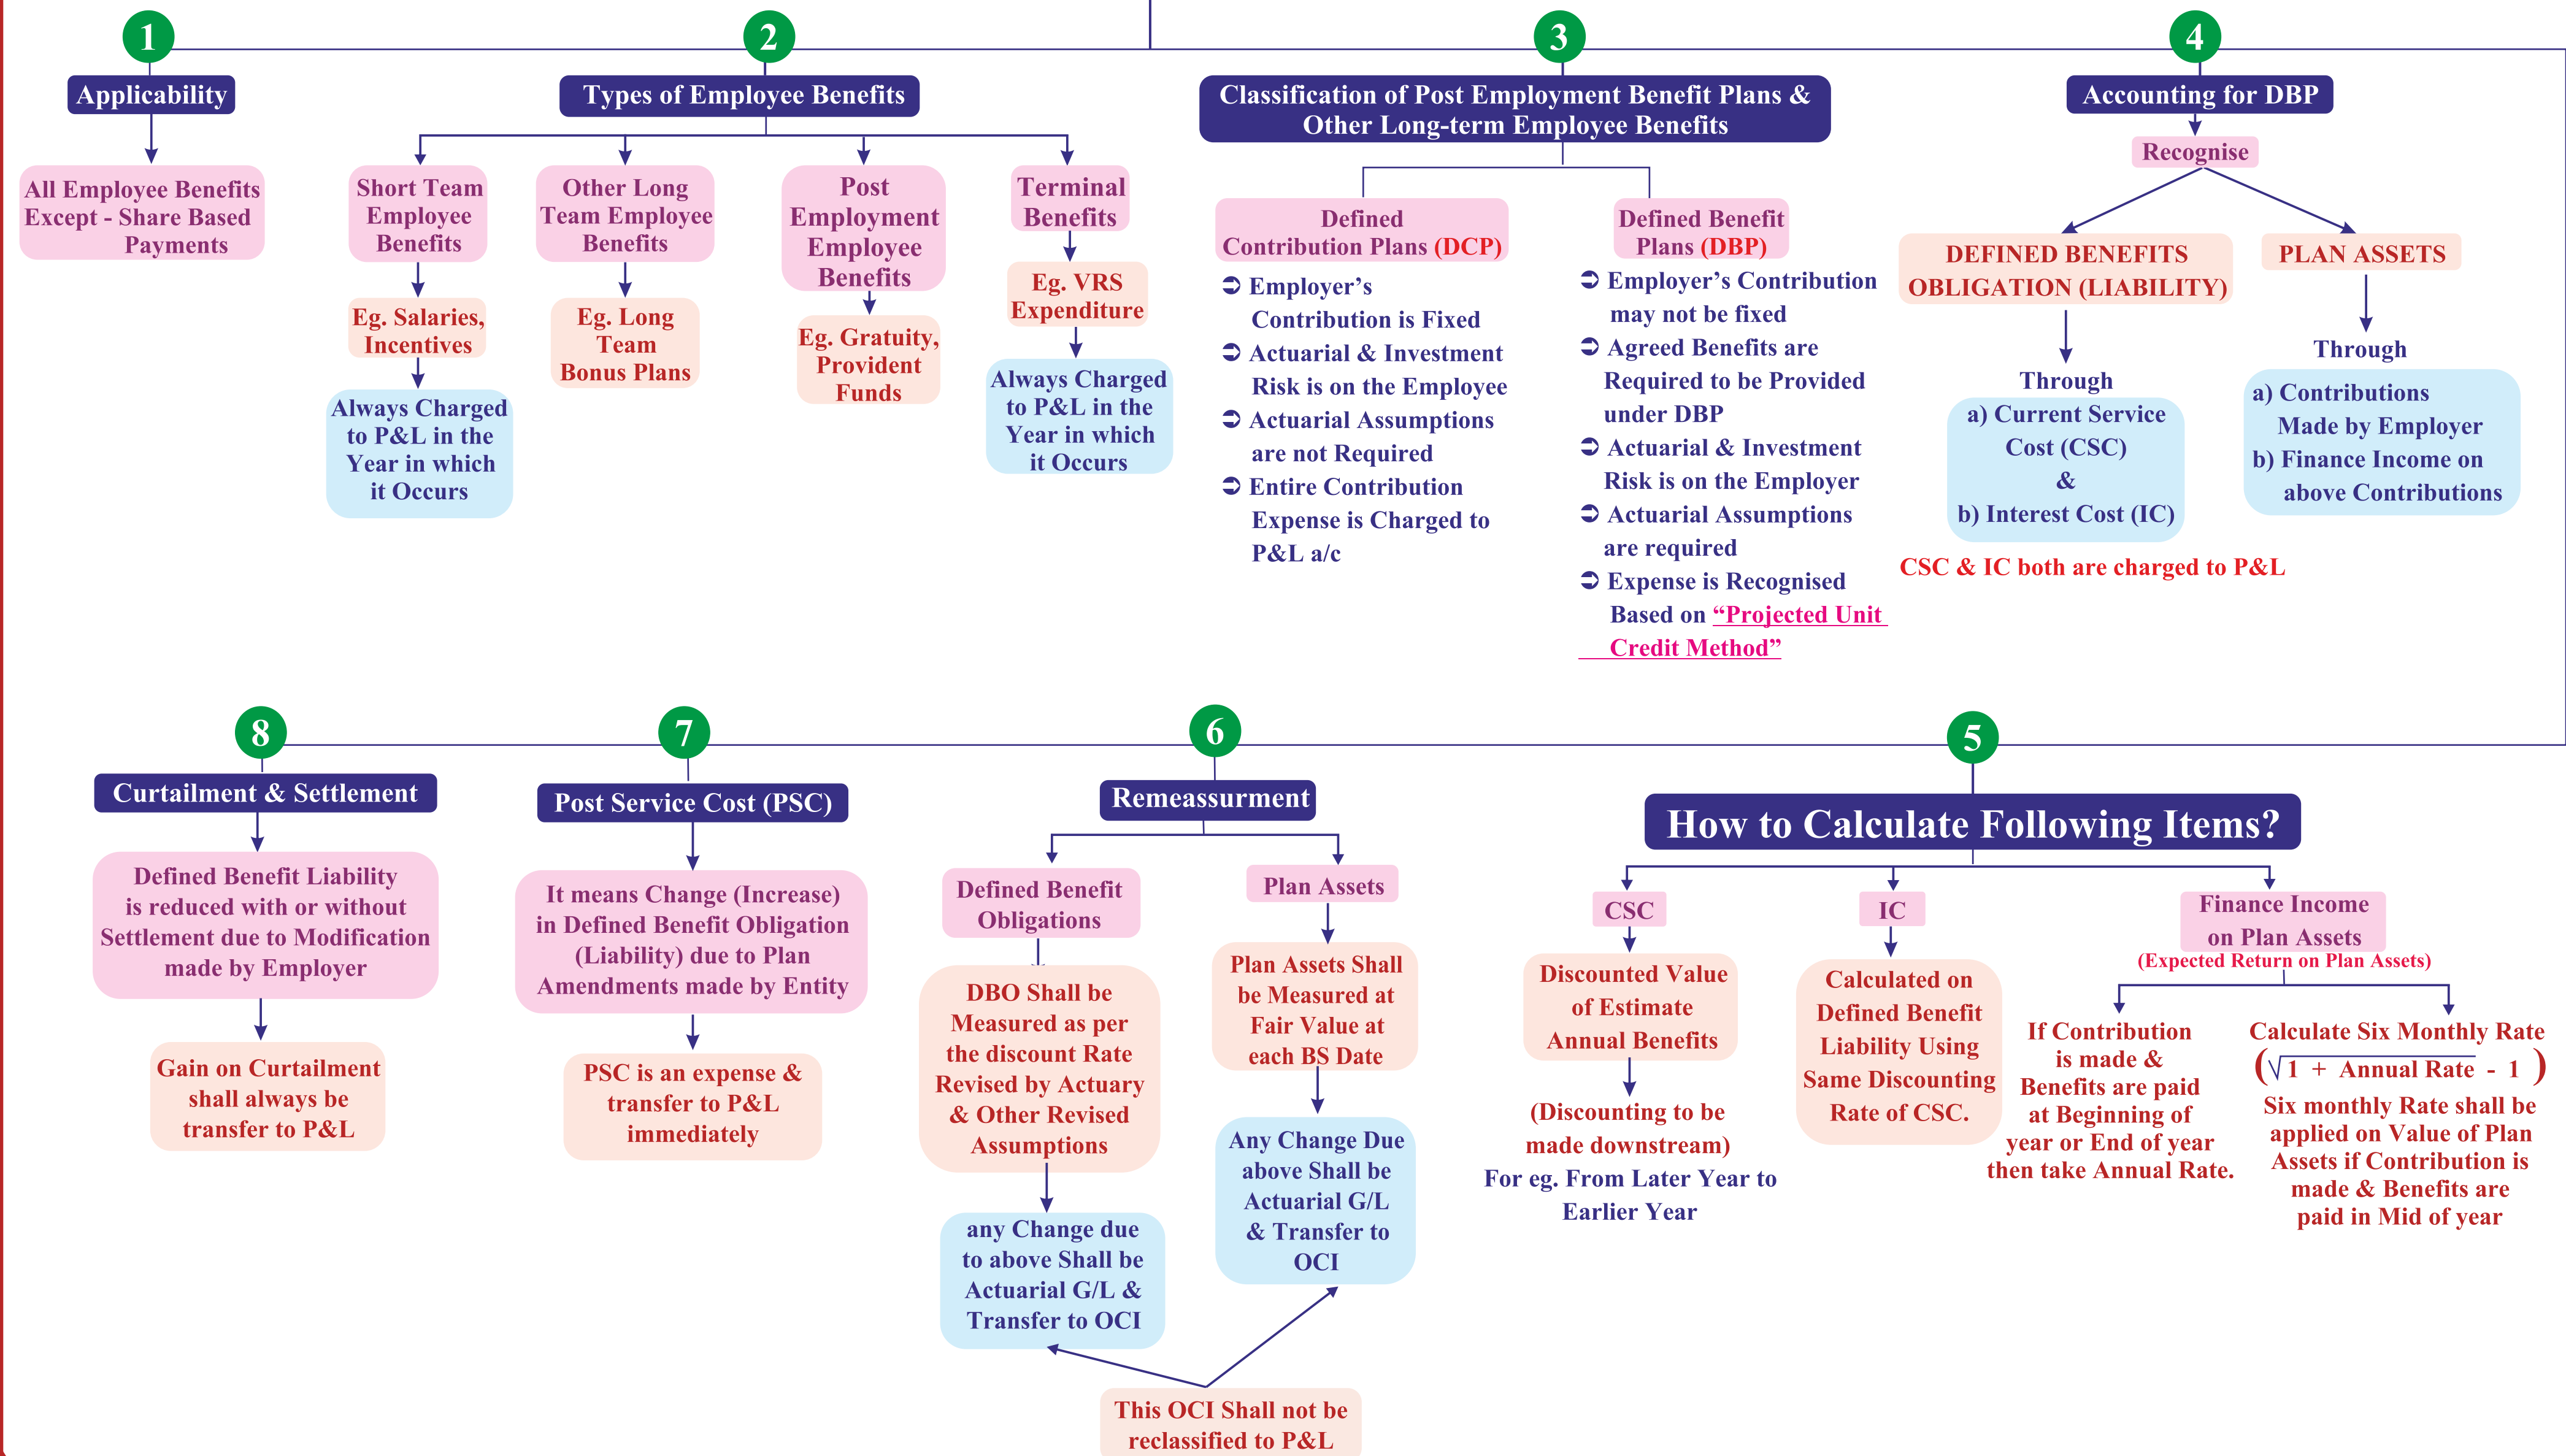 1
Applicability
All Employee Benefits
Except - Share Based
Payments
2
Types of Employee Benefits
Short Team
Employee
Benefits
Eg. Salaries,
Incentives
Always Charged
to P&L in the
Year in which
it Occurs
Other Long
Team Employee
Benefits
Eg. Long
Team
Bonus Plans
Post
Employment
Employee
Benefits
Eg. Gratuity,
Provident
Funds
Terminal
Benefits
Eg. VRS
Expenditure
Always Charged
to P&L in the
Year in which
it Occurs
3
Classification of Post Employment Benefit Plans &
Other Long-term Employee Benefits
Defined
Contribution Plans (DCP)
➲ Employer’s
Contribution is Fixed
➲ Actuarial & Investment
Risk is on the Employee
➲ Actuarial Assumptions
are not Required
➲ Entire Contribution
Expense is Charged to
P&L a/c
Defined Benefit
Plans (DBP)
➲ Employer’s Contribution
may not be fixed
➲ Agreed Benefits are
Required to be Provided
under DBP
➲ Actuarial & Investment
Risk is on the Employer
➲ Actuarial Assumptions
are required
➲ Expense is Recognised
Based on “Projected Unit
Credit Method”
4
Accounting for DBP
Recognise
DEFINED BENEFITS
OBLIGATION (LIABILITY)
Through
a) Current Service
Cost (CSC)
&
b) Interest Cost (IC)
CSC & IC both are charged to P&L
PLAN ASSETS
Through
a) Contributions
Made by Employer
b) Finance Income on
above Contributions
8
Curtailment & Settlement
Defined Benefit Liability
is reduced with or without
Settlement due to Modification
made by Employer
Gain on Curtailment
shall always be
transfer to P&L
7
Post Service Cost (PSC)
It means Change (Increase)
in Defined Benefit Obligation
(Liability) due to Plan
Amendments made by Entity
PSC is an expense &
transfer to P&L
immediately
6
Remeassurment
Defined Benefit
Obligations
DBO Shall be
Measured as per
the discount Rate
Revised by Actuary
& Other Revised
Assumptions
any Change due
to above Shall be
Actuarial G/L &
Transfer to OCI
Plan Assets
Plan Assets Shall
be Measured at
Fair Value at
each BS Date
Any Change Due
above Shall be
Actuarial G/L
& Transfer to
OCI
This OCI Shall not be
reclassified to P&L
5
How to Calculate Following Items?
CSC
Discounted Value
of Estimate
Annual Benefits
(Discounting to be
made downstream)
For eg. From Later Year to
Earlier Year
IC
Calculated on
Defined Benefit
Liability Using
Same Discounting
Rate of CSC.
Finance Income
on Plan Assets
(Expected Return on Plan Assets)
If Contribution
is made &
Benefits are paid
at Beginning of
year or End of year
then take Annual Rate.
Calculate Six Monthly Rate
(√1 + Annual Rate - 1 )
Six monthly Rate shall be
applied on Value of Plan
Assets if Contribution is
made & Benefits are
paid in Mid of year